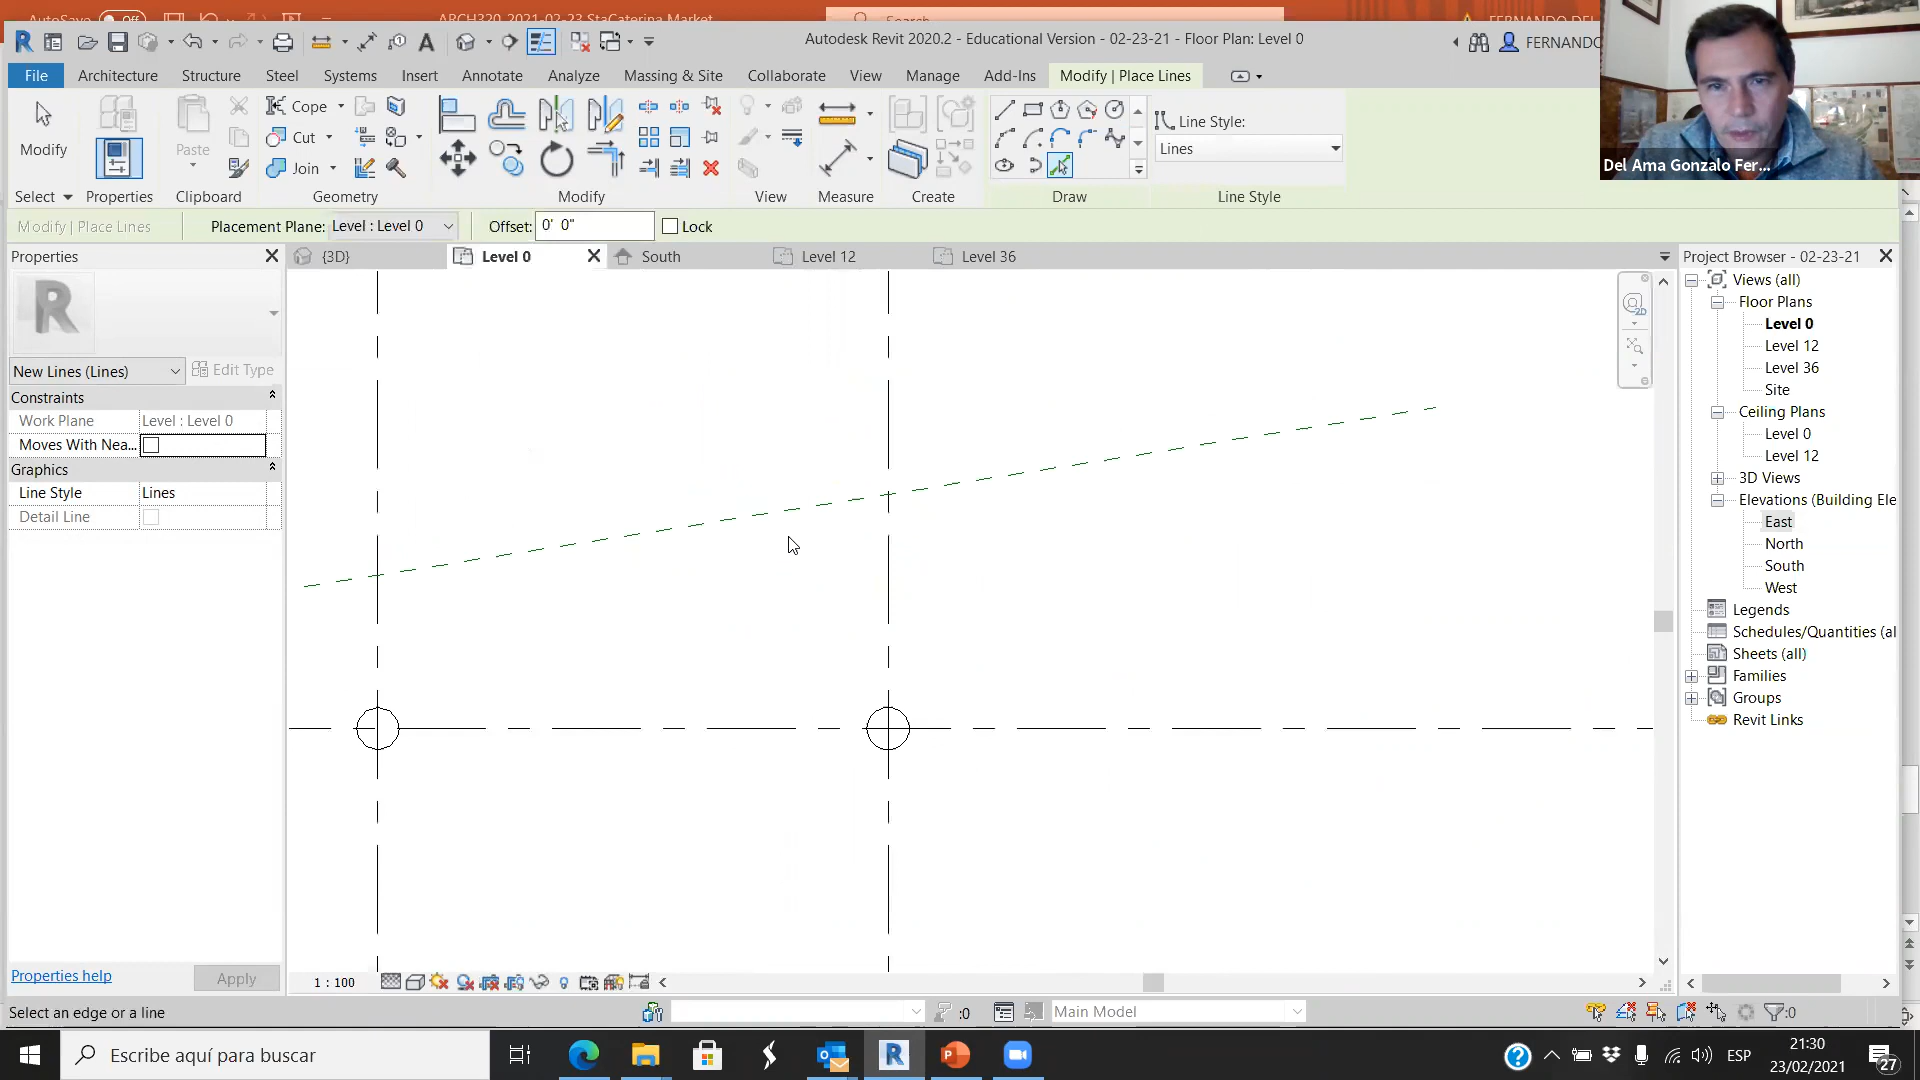 AutoSave Off ARCH320_2021-02-23 StaCaterina Market Search FERNANDO DEL
Autodesk Revit 2020.2 - Educational Version - 02-23-21 - Floor Plan: Level 0 FERNANDO
File Architecture Structure Steel Systems Insert Annotate Analyze Massing & Site Collaborate View Manage Add-Ins Modify | Place Lines
Cope
Line Style:
Cut
Modify Paste Join Lines
Del Ama Gonzalo Fer...
Select Properties Clipboard Geometry Modify View Measure Create Draw Line Style
Modify | Place Lines Placement Plane: Level : Level 0 Offset: 0' 0" Lock
Properties {3D} Level 0 South Level 12 Level 36 Project Browser - 02-23-21
R
New Lines (Lines) Edit Type
Constraints
Work Plane Level : Level 0
Moves With Nea...
Graphics
Line Style Lines
Detail Line
2D
Views (all)
Floor Plans
Level 0
Level 12
Level 36
Site
Ceiling Plans
Level 0
Level 12
3D Views
Elevations (Building Ele
East
North
South
West
Legends
Schedules/Quantities (al
Sheets (all)
Families
Groups
Revit Links
Properties help Apply 1 : 100
Select an edge or a line :0 Main Model :0
Escribe aquí para buscar ESP 21:30
23/02/2021 27